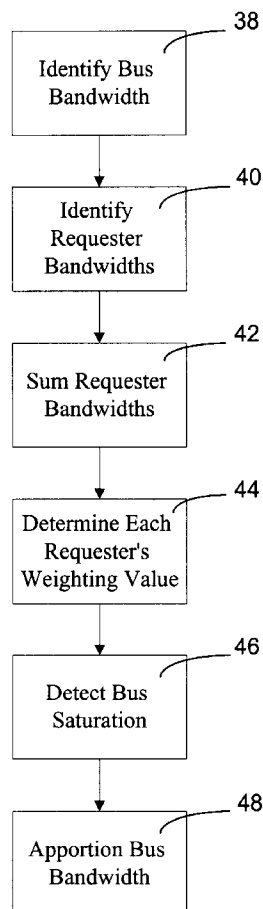 38
Identify Bus
Bandwidth
40
Identify
Requester
Bandwidths
42
Sum Requester
Bandwidths
44
Determine Each
Requester's
Weighting Value
46
Detect Bus
Saturation
48
Apportion Bus
Bandwidth